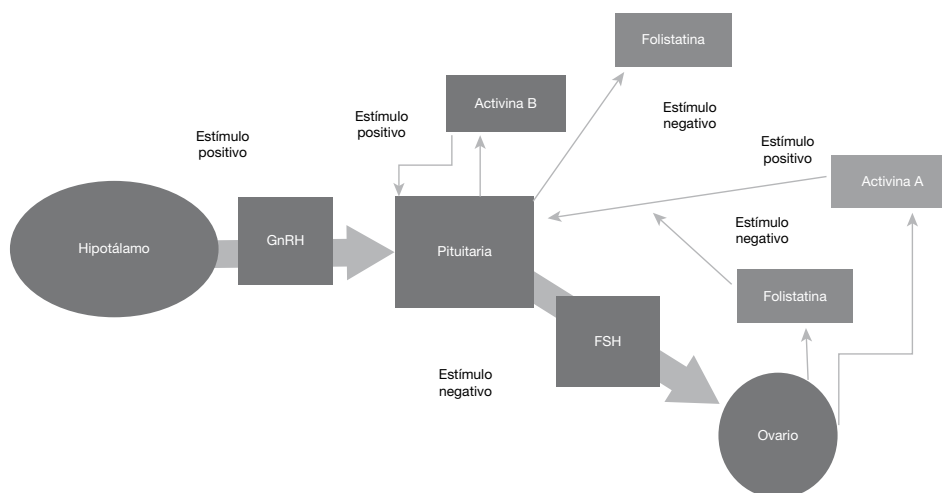 Folistatina
Activina B
Estímulo
positivo
Estímulo
negativo
Estímulo
positivo
Estímulo
positivo
Activina A
Hipotálamo
GnRH
Pituitaria
Estímulo
negativo
Folistatina
FSH
Estímulo
negativo
Ovario